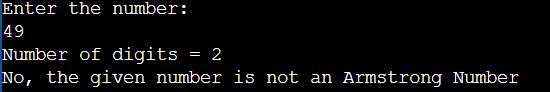 Enter the number:
49
Number of digits = 2
No, the given number is not an Armstrong Number